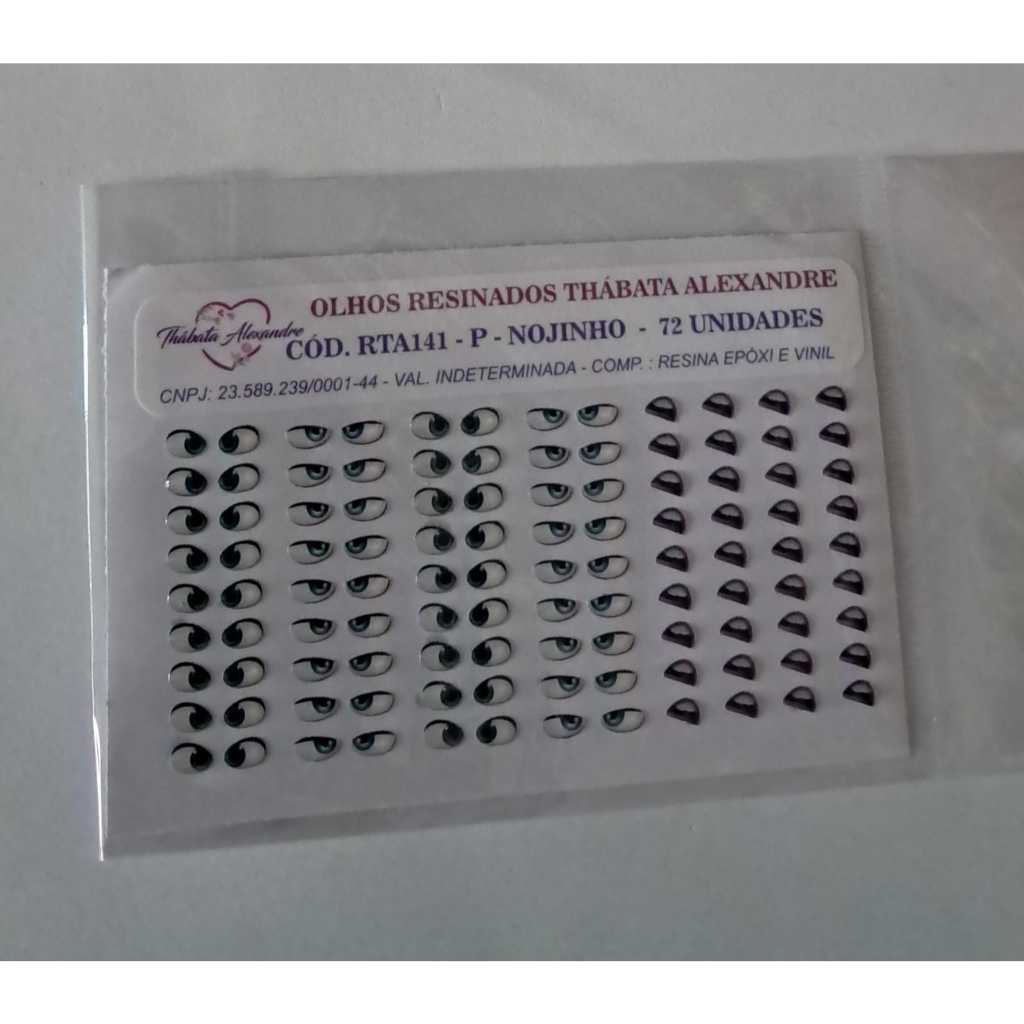 OLHOS RESINADOS THÁBATA ALEXANDRE
Thábata Alexandre
CÓD. RTA141 - P - NOJINHO - 72 UNIDADES
CNPJ: 23.589.239/0001-44 - VAL. INDETERMINADA - COMP. : RESINA EPÓXI E VINIL